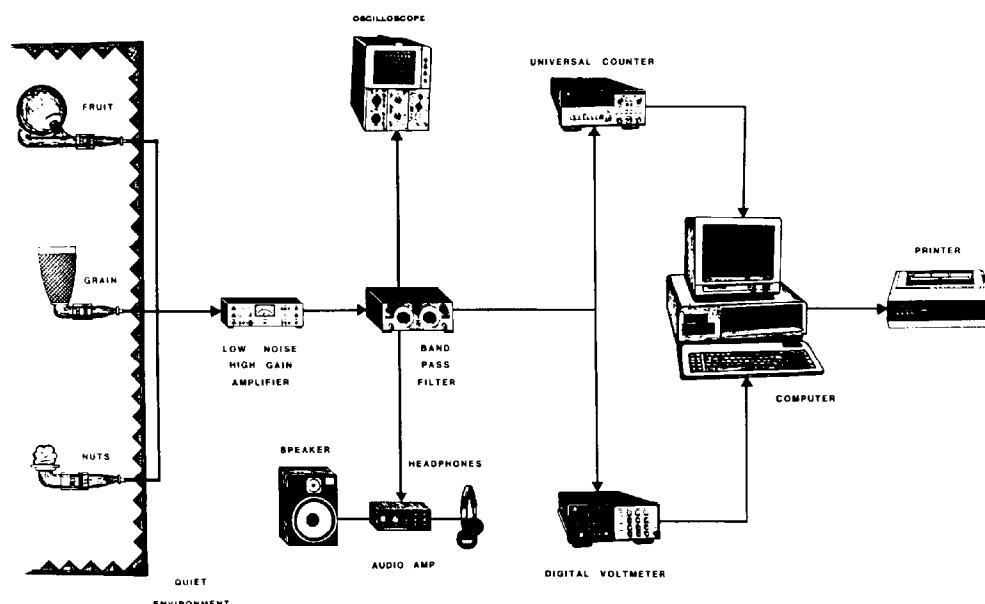 OSCILLOSCOPE
UNIVERSAL COUNTER
FRUIT
GRAIN
PRINTER
LOW NOISE
HIGH GAIN
AMPLIFIER
BAND
PASS
FILTER
COMPUTER
NUTS
SPEAKER
HEADPHONES
AUDIO AMP
DIGITAL VOLTMETER
QUIET
ENVIRONMENT